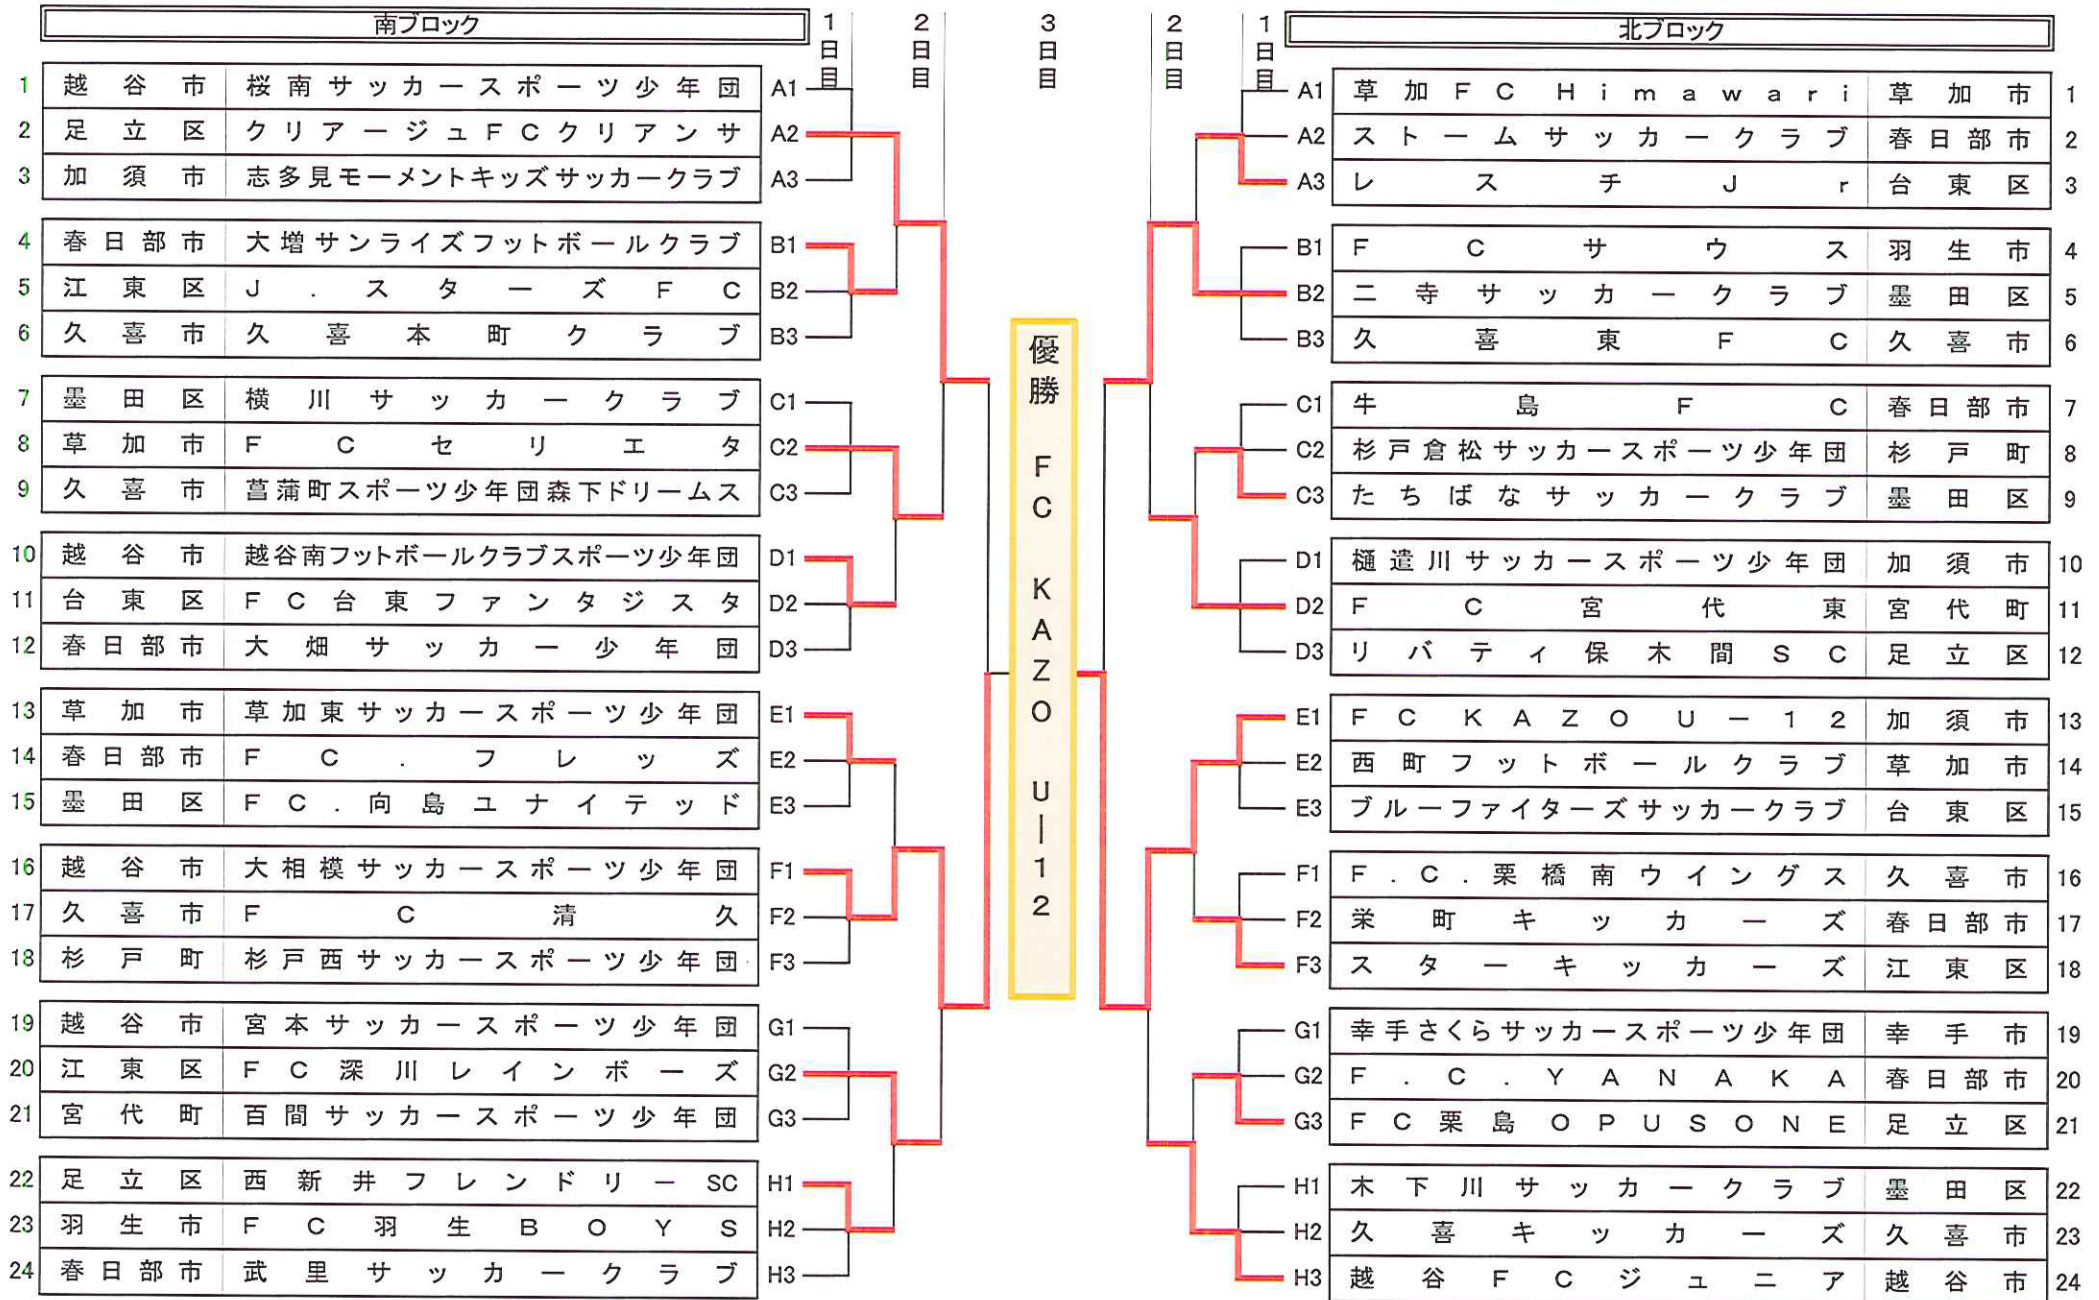 南ブロック
1 越谷市 桜南サッカースポーツ少年団 A1
2 足立区 クリアージュFCクリアンサ A2
3 加須市 志多見モーメントキッズサッカークラブ A3
4 春日部市 大増サンライズフットボールクラブ B1
5 江東区 J.スターズFC B2
6 久喜市 久喜本町クラブ B3
7 墨田区 横川サッカークラブ C1
8 草加市 FCセリエタ C2
9 久喜市 菖蒲町スポーツ少年団森下ドリームス C3
10 越谷市 越谷南フットボールクラブスポーツ少年団 D1
11 台東区 FC台東ファンタジスタ D2
12 春日部市 大畑サッカー少年団 D3
13 草加市 草加東サッカースポーツ少年団 E1
14 春日部市 FC.フレッズ E2
15 墨田区 FC.向島ユナイテッド E3
16 越谷市 大相模サッカースポーツ少年団 F1
17 久喜市 FC清久 F2
18 杉戸町 杉戸西サッカースポーツ少年団 F3
19 越谷市 宮本サッカースポーツ少年団 G1
20 江東区 FC深川レインボーズ G2
21 宮代町 百間サッカースポーツ少年団 G3
22 足立区 西新井フレンドリーSC H1
23 羽生市 FC羽生BOYS H2
24 春日部市 武里サッカークラブ H3
1日目
2日目
3日目
2日目
1日目
優勝 FC KAZO U-12
北ブロック
A1 草加FC Himawari 草加市 1
A2 ストームサッカークラブ 春日部市 2
A3 レスチJr 台東区 3
B1 FCサウス 羽生市 4
B2 二寺サッカークラブ 墨田区 5
B3 久喜東FC 久喜市 6
C1 牛島FC 春日部市 7
C2 杉戸倉松サッカースポーツ少年団 杉戸町 8
C3 たちばなサッカークラブ 墨田区 9
D1 樋遣川サッカースポーツ少年団 加須市 10
D2 FC宮代東 宮代町 11
D3 リバティ保木間SC 足立区 12
E1 FC KAZO U-12 加須市 13
E2 西町フットボールクラブ 草加市 14
E3 ブルーファイターズサッカークラブ 台東区 15
F1 F.C.栗橋南ウイングス 久喜市 16
F2 栄町キッカーズ 春日部市 17
F3 スターキッカーズ 江東区 18
G1 幸手さくらサッカースポーツ少年団 幸手市 19
G2 F.C.YANAKA 春日部市 20
G3 FC栗島OPUSONE 足立区 21
H1 木下川サッカークラブ 墨田区 22
H2 久喜キッカーズ 久喜市 23
H3 越谷FCジュニア 越谷市 24